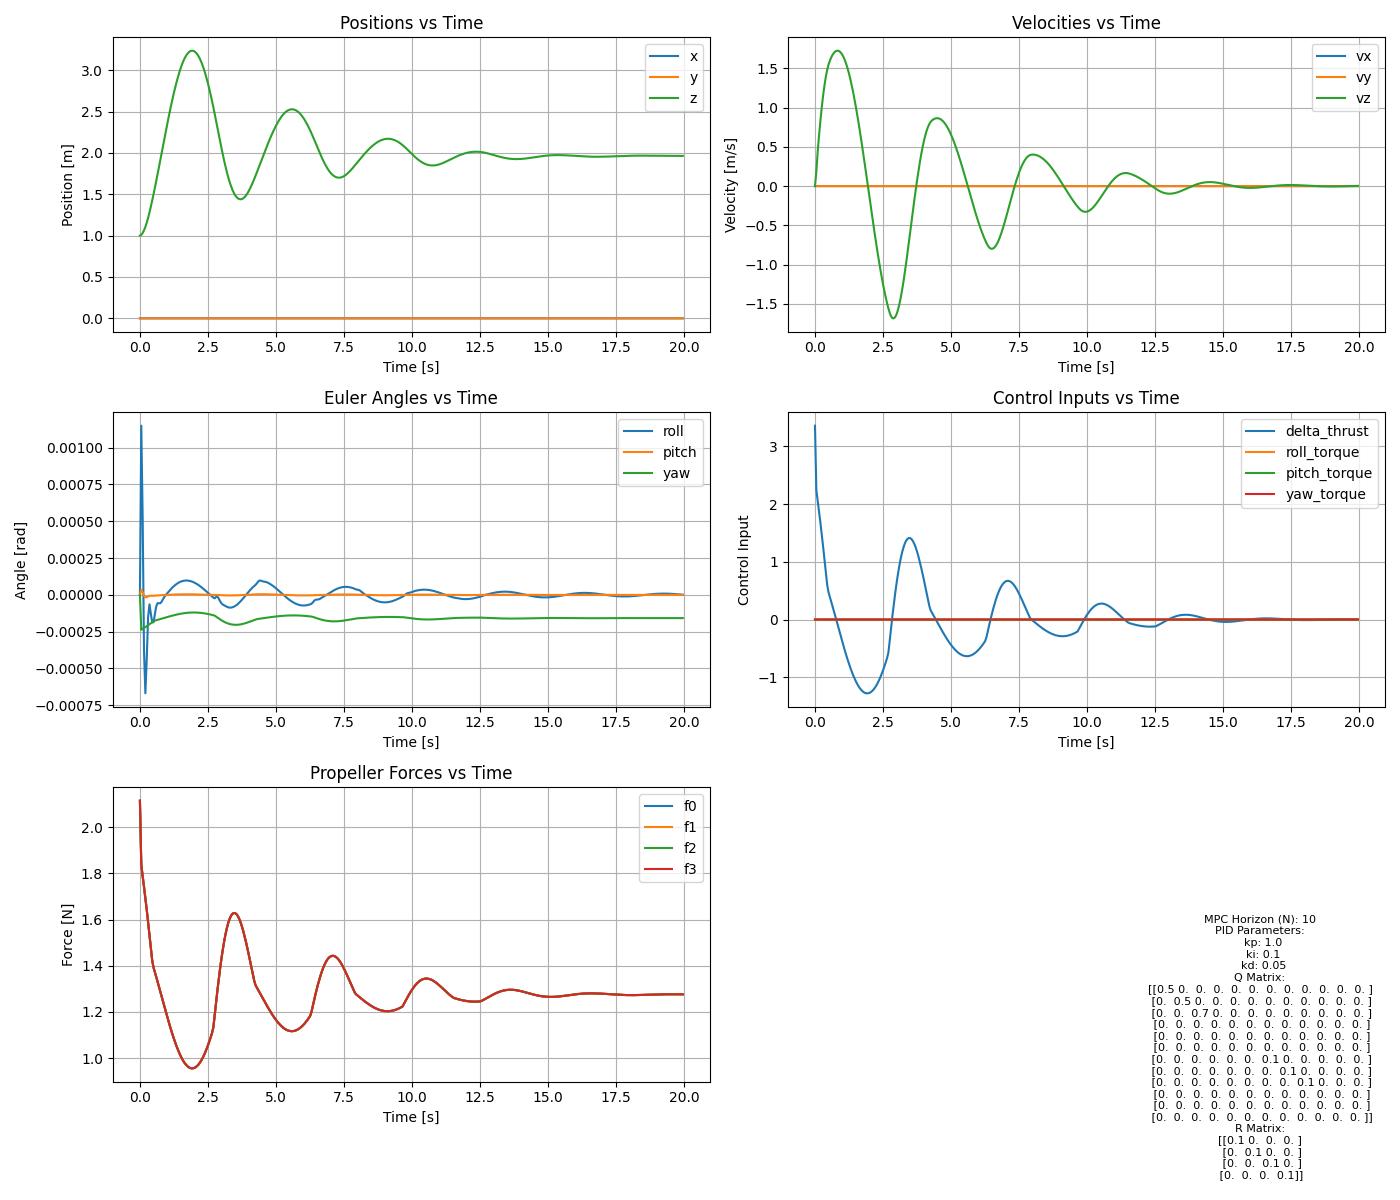 Positions vs Time
Position [m]
3.0
2.5
2.0
1.5
1.0
0.5
0.0
x
y
z
0.0 2.5 5.0 7.5 10.0 12.5 15.0 17.5 20.0
Time [s]
Velocities vs Time
Velocity [m/s]
1.5
1.0
0.5
0.0
−0.5
−1.0
−1.5
vx
vy
vz
0.0 2.5 5.0 7.5 10.0 12.5 15.0 17.5 20.0
Time [s]
Euler Angles vs Time
Angle [rad]
0.00100
0.00075
0.00050
0.00025
0.00000
−0.00025
−0.00050
−0.00075
roll
pitch
yaw
0.0 2.5 5.0 7.5 10.0 12.5 15.0 17.5 20.0
Time [s]
Control Inputs vs Time
Control Input
3
2
1
0
−1
delta_thrust
roll_torque
pitch_torque
yaw_torque
0.0 2.5 5.0 7.5 10.0 12.5 15.0 17.5 20.0
Time [s]
Propeller Forces vs Time
Force [N]
2.0
1.8
1.6
1.4
1.2
1.0
f0
f1
f2
f3
0.0 2.5 5.0 7.5 10.0 12.5 15.0 17.5 20.0
Time [s]
MPC Horizon (N): 10
PID Parameters:
kp: 1.0
ki: 0.1
kd: 0.05
Q Matrix:
[[0.5 0. 0. 0. 0. 0. 0. 0. 0. 0. 0. 0. ]
[0. 0.5 0. 0. 0. 0. 0. 0. 0. 0. 0. 0. ]
[0. 0. 0.7 0. 0. 0. 0. 0. 0. 0. 0. 0. ]
[0. 0. 0. 0. 0. 0. 0. 0. 0. 0. 0. 0. ]
[0. 0. 0. 0. 0. 0. 0. 0. 0. 0. 0. 0. ]
[0. 0. 0. 0. 0. 0. 0. 0. 0. 0. 0. 0. ]
[0. 0. 0. 0. 0. 0. 0.1 0. 0. 0. 0. 0. ]
[0. 0. 0. 0. 0. 0. 0. 0.1 0. 0. 0. 0. ]
[0. 0. 0. 0. 0. 0. 0. 0. 0.1 0. 0. 0. ]
[0. 0. 0. 0. 0. 0. 0. 0. 0. 0. 0. 0. ]
[0. 0. 0. 0. 0. 0. 0. 0. 0. 0. 0. 0. ]
[0. 0. 0. 0. 0. 0. 0. 0. 0. 0. 0. 0. ]]
R Matrix:
[[0.1 0. 0. 0. ]
[0. 0.1 0. 0. ]
[0. 0. 0.1 0. ]
[0. 0. 0. 0.1]]